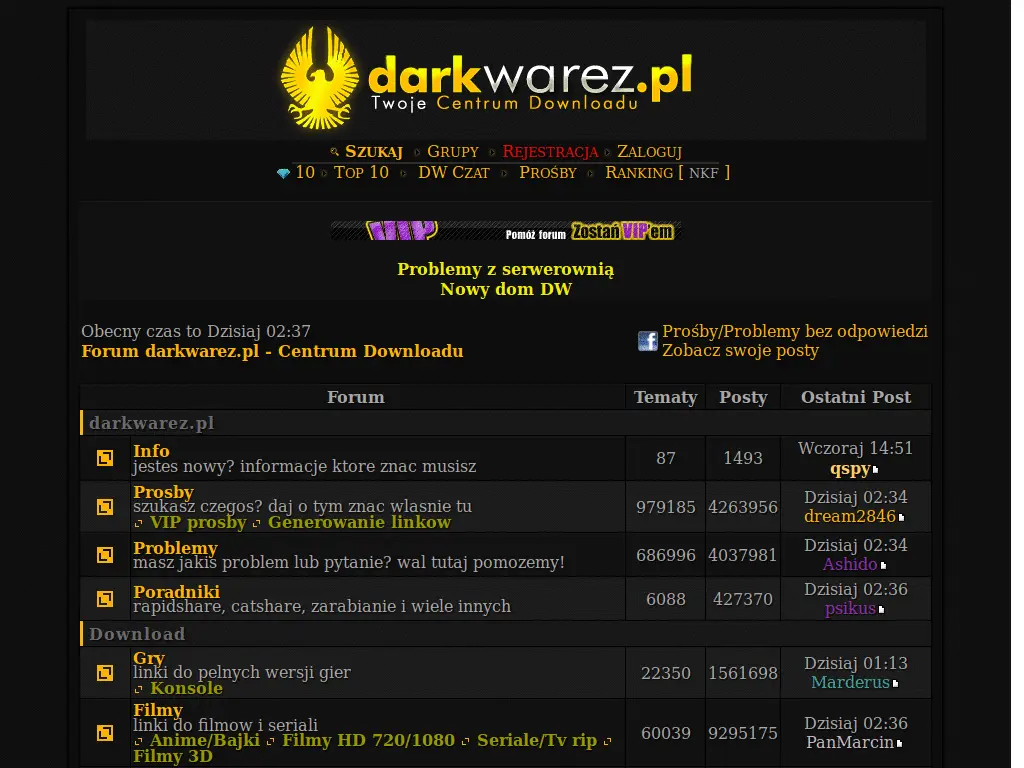 darkwarez.pl
Twoje Centrum Downloadu
SZUKAJ GRUPY REJESTRACJA ZALOGUJ
10 TOP 10 DW CZAT PROŚBY RANKING [ NKF ]
VIP Pomóż forum Zostań VIP'em
Problemy z serwerownią
Nowy dom DW
Obecny czas to Dzisiaj 02:37
Forum darkwarez.pl - Centrum Downloadu
Prośby/Problemy bez odpowiedzi
Zobacz swoje posty
Forum Tematy Posty Ostatni Post
darkwarez.pl
Info
jestes nowy? informacje ktore znac musisz
87 1493 Wczoraj 14:51
qspy
Prosby
szukasz czegos? daj o tym znac wlasnie tu
VIP prosby Generowanie linkow
979185 4263956 Dzisiaj 02:34
dream2846
Problemy
masz jakis problem lub pytanie? wal tutaj pomozemy!
686996 4037981 Dzisiaj 02:34
Ashido
Poradniki
rapidshare, catshare, zarabianie i wiele innych
6088 427370 Dzisiaj 02:36
psikus
Download
Gry
linki do pelnych wersji gier
Konsole
22350 1561698 Dzisiaj 01:13
Marderus
Filmy
linki do filmow i seriali
Anime/Bajki Filmy HD 720/1080 Seriale/Tv rip
Filmy 3D
60039 9295175 Dzisiaj 02:36
PanMarcin